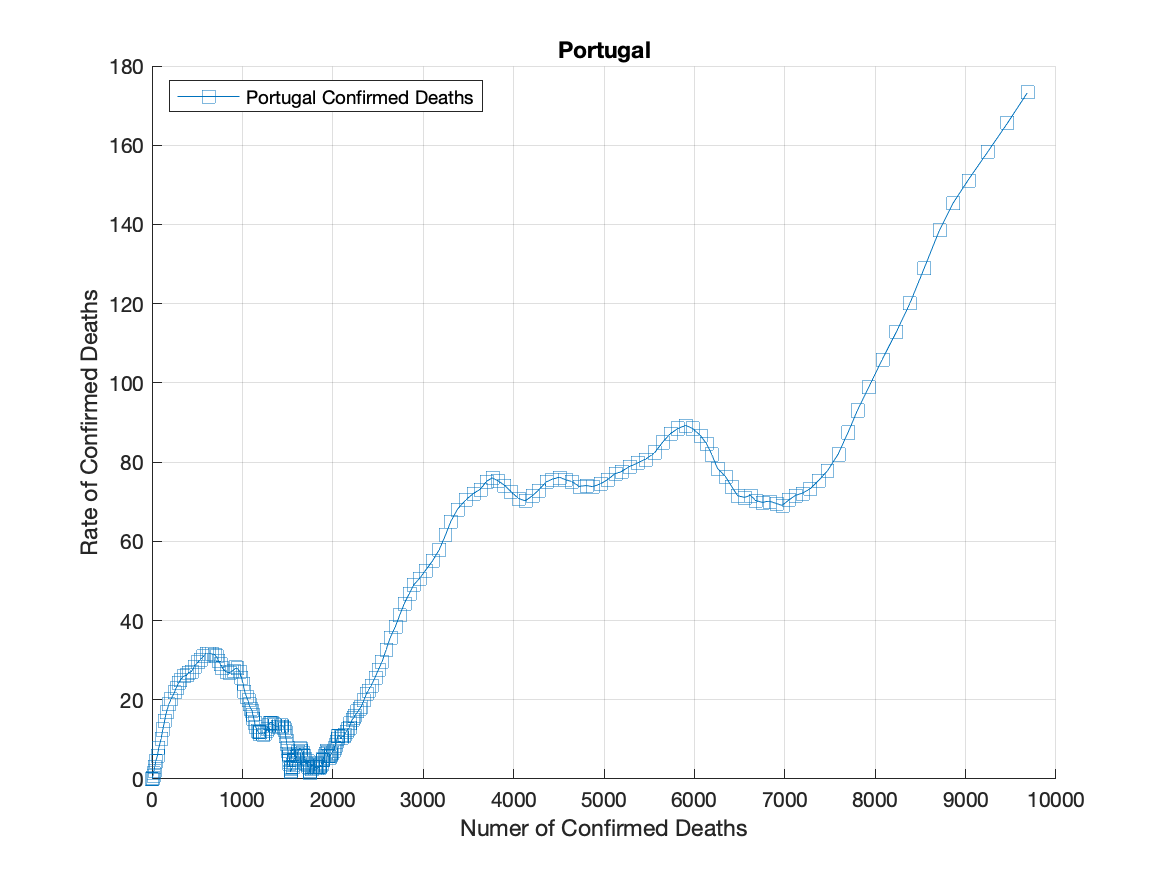 Portugal
Portugal Confirmed Deaths
180
160
140
120
100
80
60
40
20
0
Rate of Confirmed Deaths
0 1000 2000 3000 4000 5000 6000 7000 8000 9000 10000
Numer of Confirmed Deaths